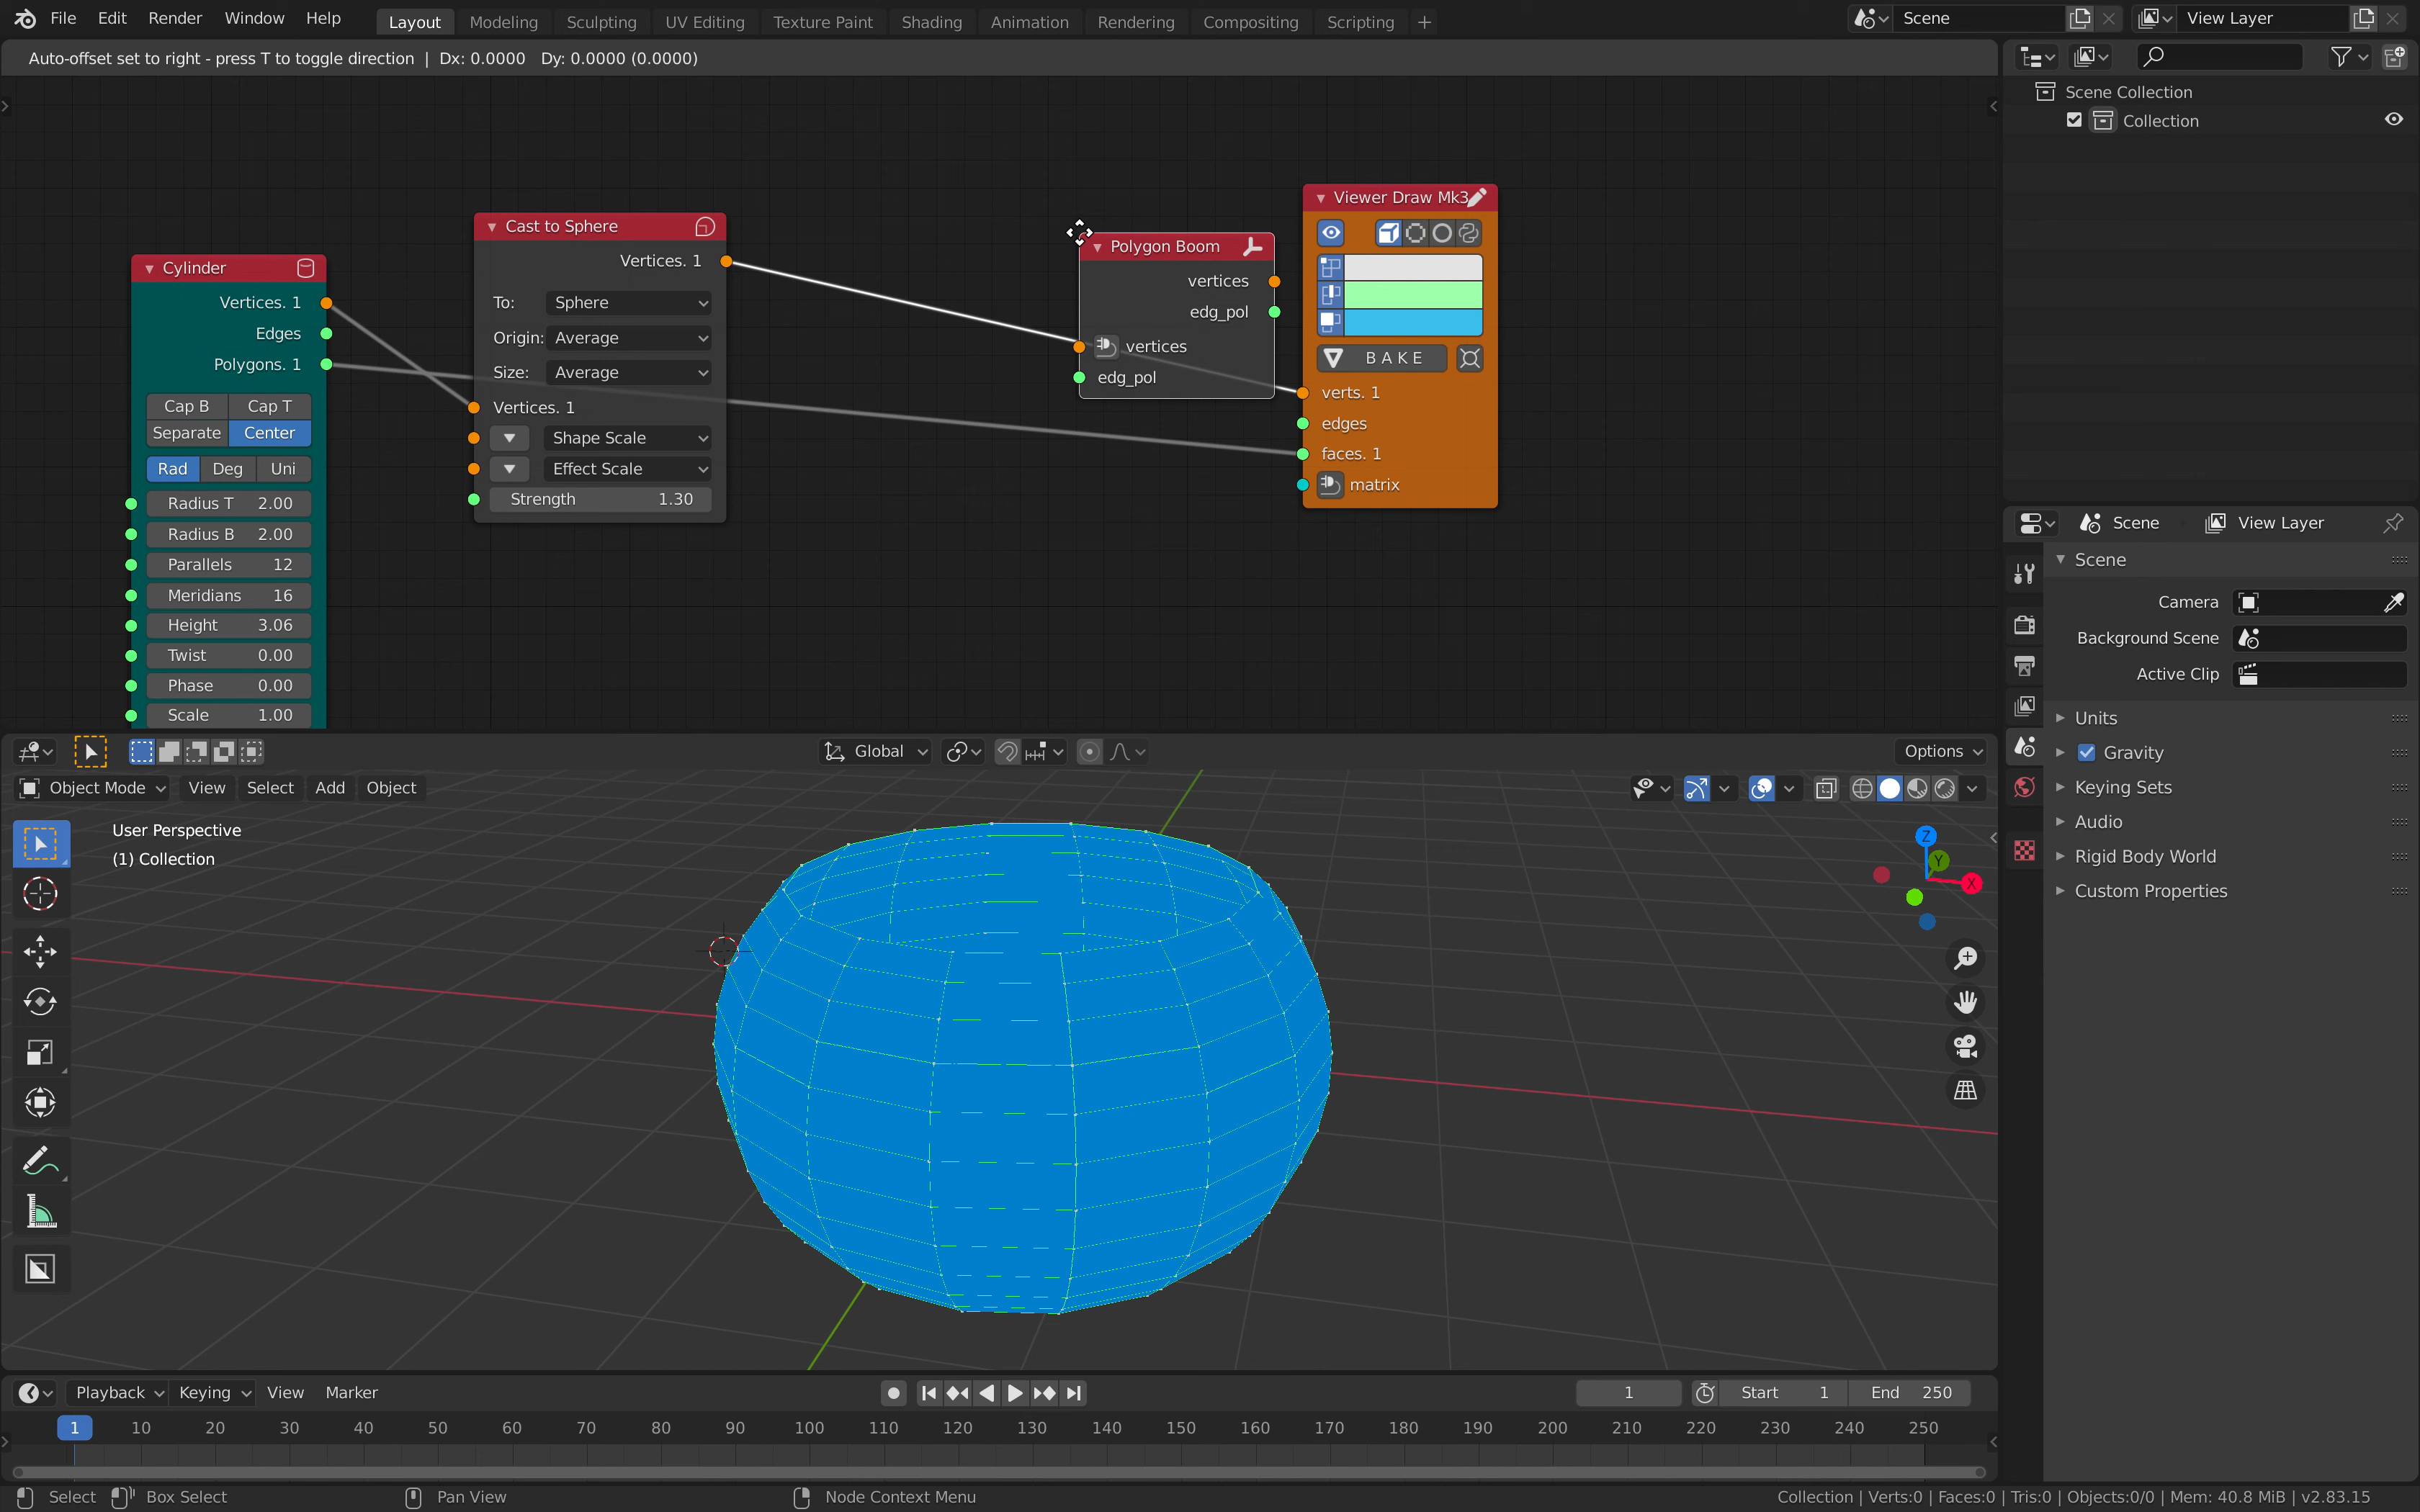 File Edit Render Window Help Layout Modeling Sculpting UV Editing Texture Paint Shading Animation Rendering Compositing Scripting + Scene View Layer
Auto-offset set to right - press T to toggle direction | Dx: 0.0000 Dy: 0.0000 (0.0000)
Scene Collection
Collection
Cylinder
Vertices. 1
Edges
Polygons. 1
Cap B Cap T
Separate Center
Rad Deg Uni
Radius T 2.00
Radius B 2.00
Parallels 12
Meridians 16
Height 3.06
Twist 0.00
Phase 0.00
Scale 1.00
Cast to Sphere
Vertices. 1
To: Sphere
Origin: Average
Size: Average
Vertices. 1
Shape Scale
Effect Scale
Strength 1.30
Polygon Boom
vertices
edg_pol
vertices
edg_pol
Viewer Draw Mk3
BAKE
verts. 1
edges
faces. 1
matrix
Scene View Layer
Scene
Camera
Background Scene
Active Clip
Units
Gravity
Keying Sets
Audio
Rigid Body World
Custom Properties
Global Options
Object Mode View Select Add Object
User Perspective
(1) Collection
Z
Y
X
Playback Keying View Marker 1 Start 1 End 250
1 10 20 30 40 50 60 70 80 90 100 110 120 130 140 150 160 170 180 190 200 210 220 230 240 250
Select Box Select Pan View Node Context Menu Collection | Verts:0 | Faces:0 | Tris:0 | Objects:0/0 | Mem: 40.8 MiB | v2.83.15